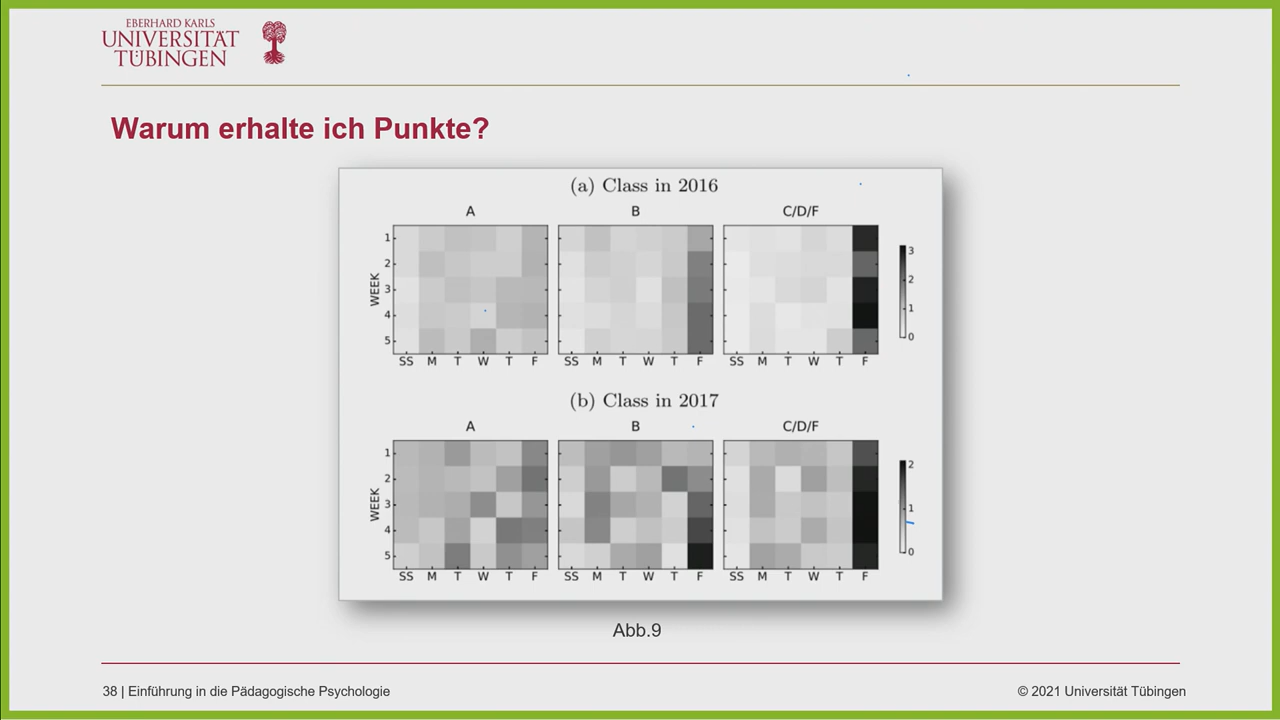 EBERHARD KARLS
UNIVERSITÄT
TÜBINGEN
Warum erhalte ich Punkte?
(a) Class in 2016
A B C/D/F
WEEK
1
2
3
4
5
SS M T W T F SS M T W T F SS M T W T F
3
2
1
0
(b) Class in 2017
A B C/D/F
WEEK
1
2
3
4
5
SS M T W T F SS M T W T F SS M T W T F
2
1
0
Abb.9
38 | Einführung in die Pädagogische Psychologie
© 2021 Universität Tübingen